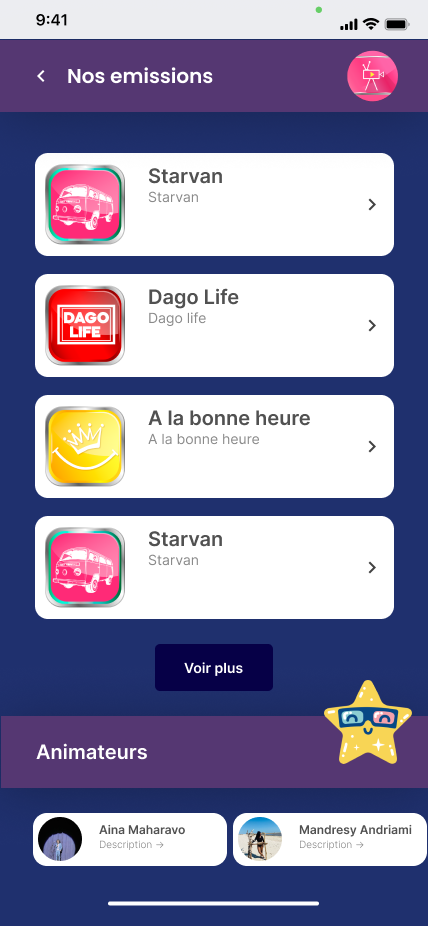 9:41
Nos emissions
Starvan
Starvan
DAGO
LIFE
Dago Life
Dago life
A la bonne heure
A la bonne heure
Starvan
Starvan
Voir plus
Animateurs
Aina Maharavo
Description →
Mandresy Andriami
Description →